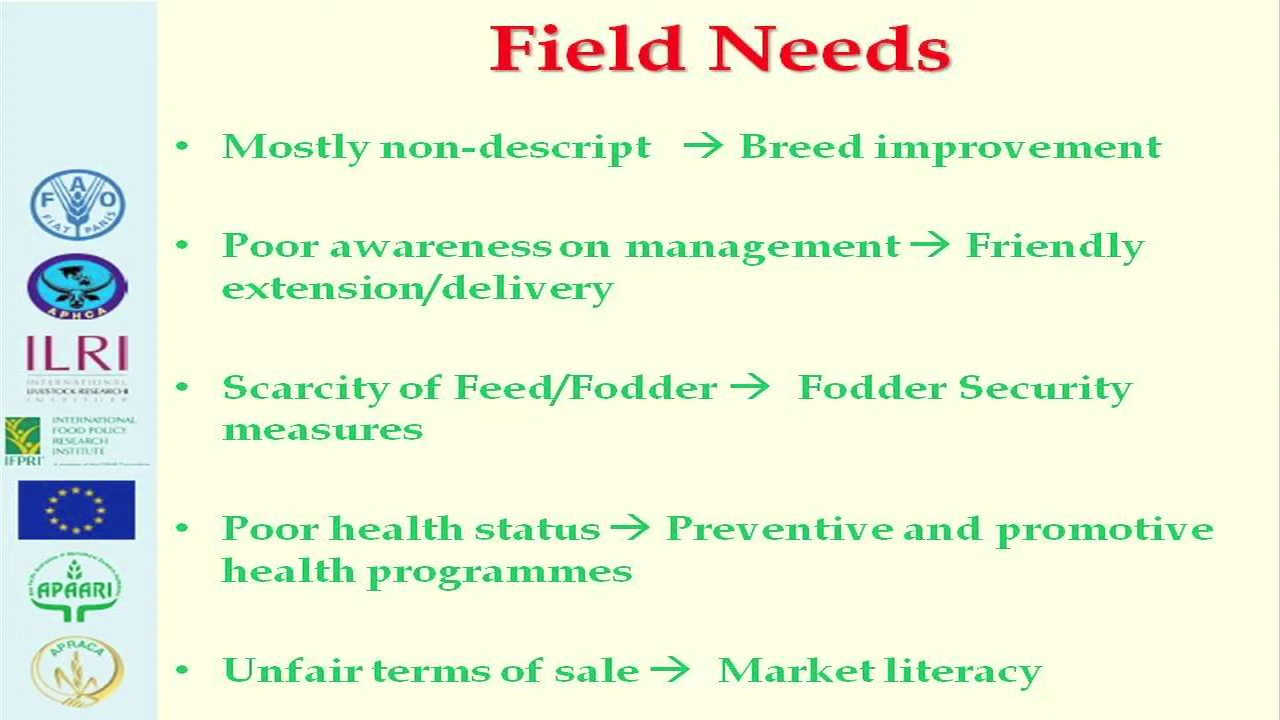 Field Needs
• Mostly non-descript → Breed improvement
• Poor awareness on management → Friendly
extension/delivery
• Scarcity of Feed/Fodder → Fodder Security
measures
• Poor health status → Preventive and promotive
health programmes
• Unfair terms of sale → Market literacy
F A O
FIAT PANIS
APHCA
ILRI
INTERNATIONAL
LIVESTOCK RESEARCH
INSTITUTE
INTERNATIONAL
FOOD POLICY
RESEARCH
INSTITUTE
IFPRI
APAARI
APRACA